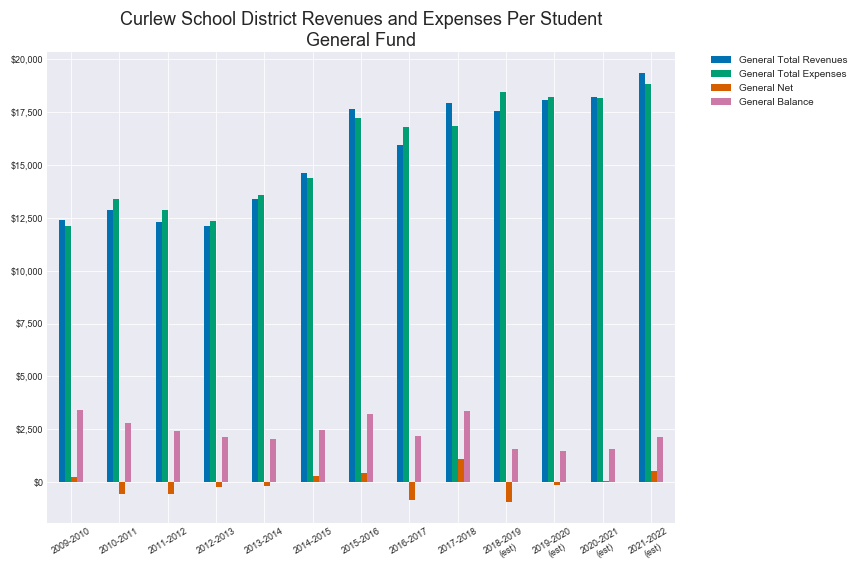 Curlew School District Revenues and Expenses Per Student
General Fund
General Total Revenues
General Total Expenses
General Net
General Balance
$20,000
$17,500
$15,000
$12,500
$10,000
$7,500
$5,000
$2,500
$0
2009-2010
2010-2011
2011-2012
2012-2013
2013-2014
2014-2015
2015-2016
2016-2017
2017-2018
2018-2019
(est)
2019-2020
(est)
2020-2021
(est)
2021-2022
(est)